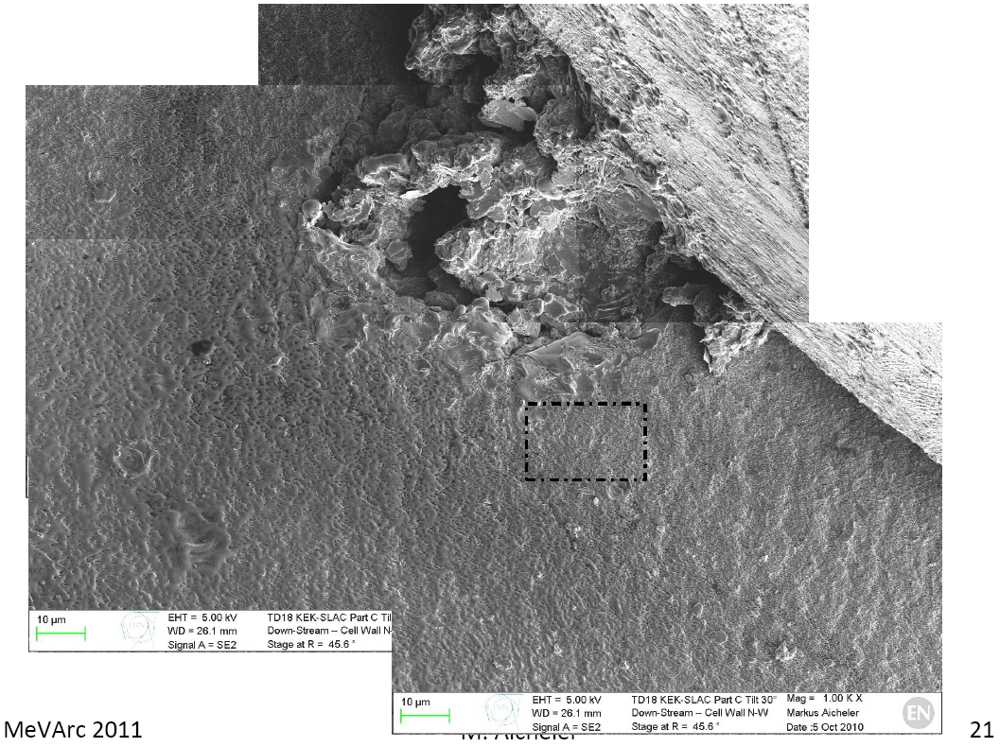 10 µm
EHT = 5.00 kV
WD = 26.1 mm
Signal A = SE2
TD18 KEK-SLAC Part C Til
Down-Stream -- Cell Wall N-
Stage at R = 45.6 °
10 µm
EHT = 5.00 kV
WD = 26.1 mm
Signal A = SE2
TD18 KEK-SLAC Part C Tilt 30°
Down-Stream -- Cell Wall N-W
Stage at R = 45.6 °
Mag = 1.00 K X
Markus Aicheler
Date :5 Oct 2010
EN
MeVArc 2011
M. Aicheler
21